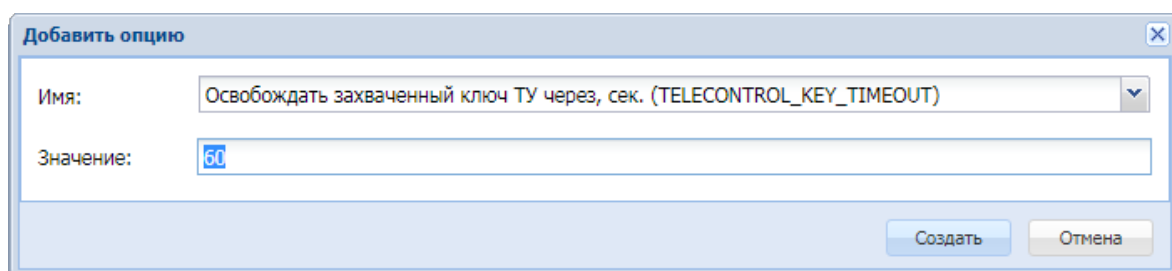 Добавить опцию
Имя: Освобождать захваченный ключ ТУ через, сек. (TELECONTROL_KEY_TIMEOUT)
Значение: 60
Создать Отмена